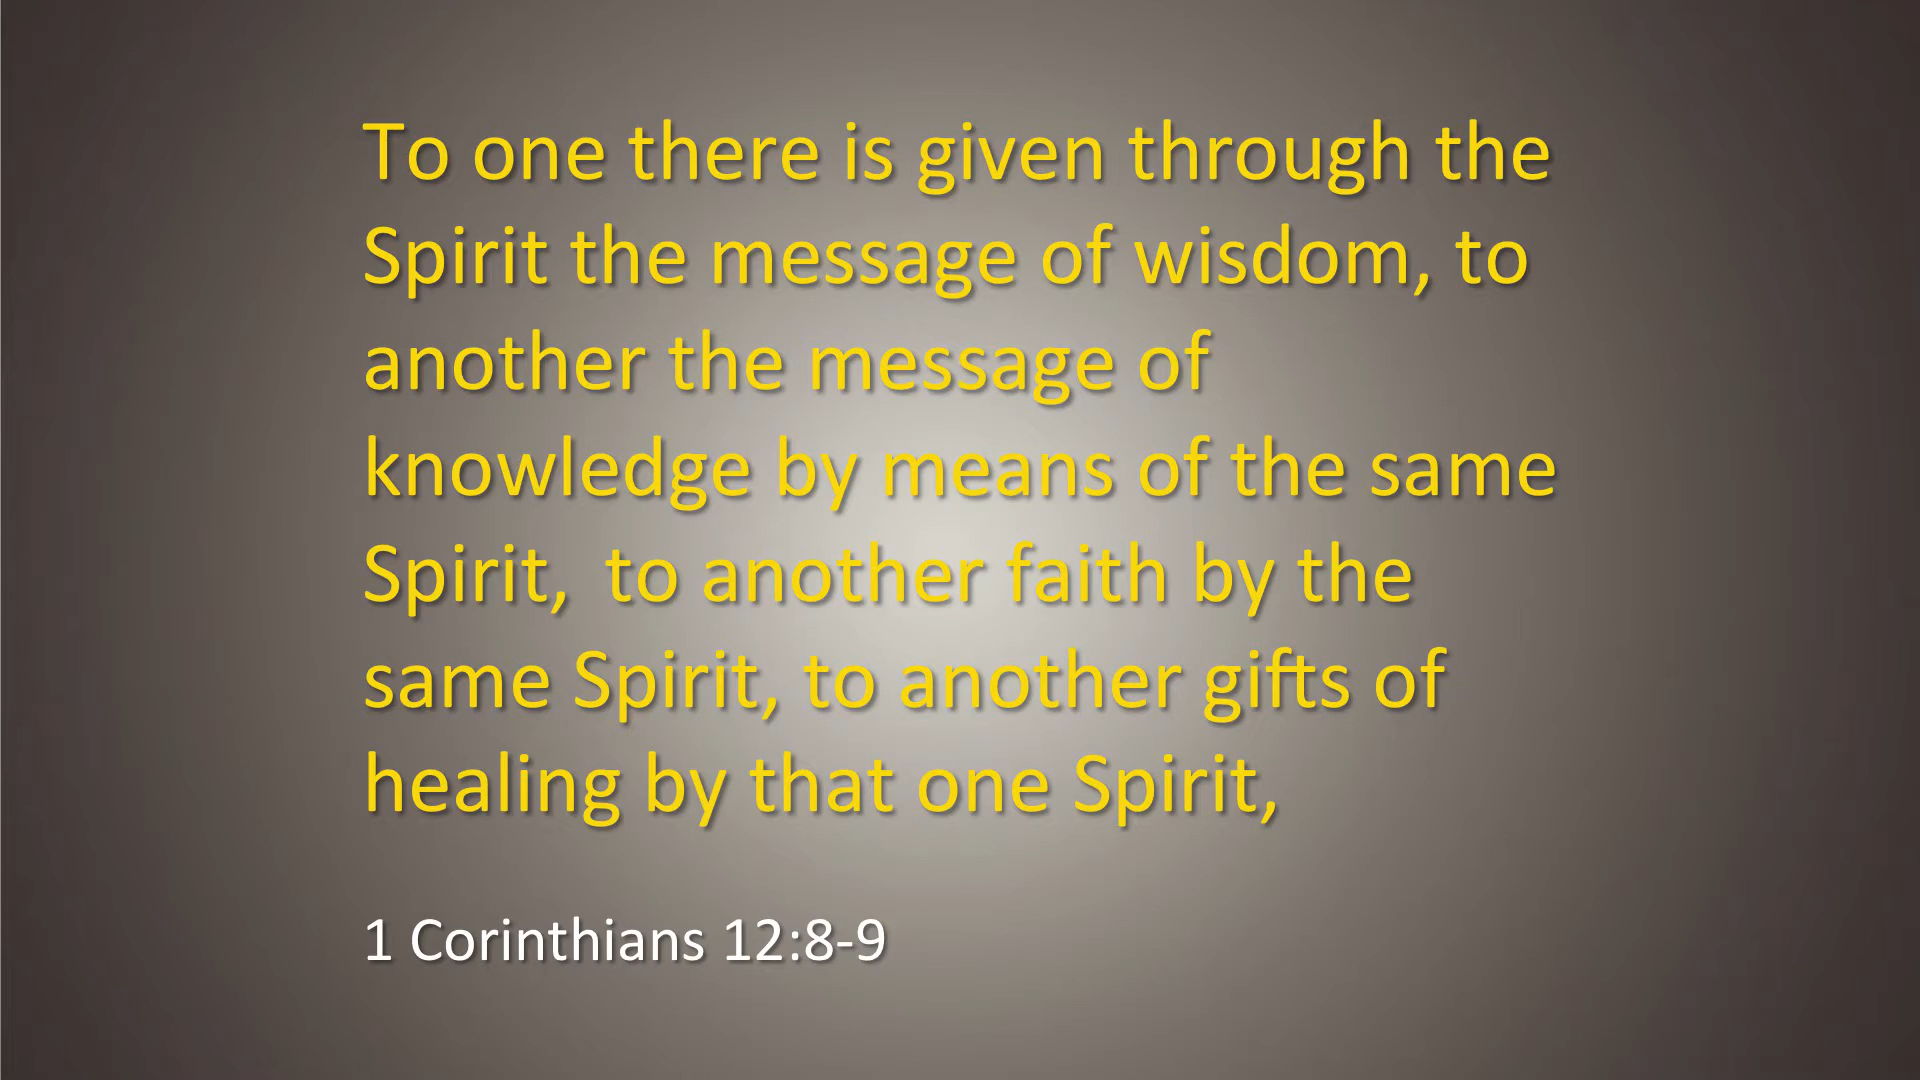 To one there is given through the
Spirit the message of wisdom, to
another the message of
knowledge by means of the same
Spirit,  to another faith by the
same Spirit, to another gifts of
healing by that one Spirit,
1 Corinthians 12:8-9